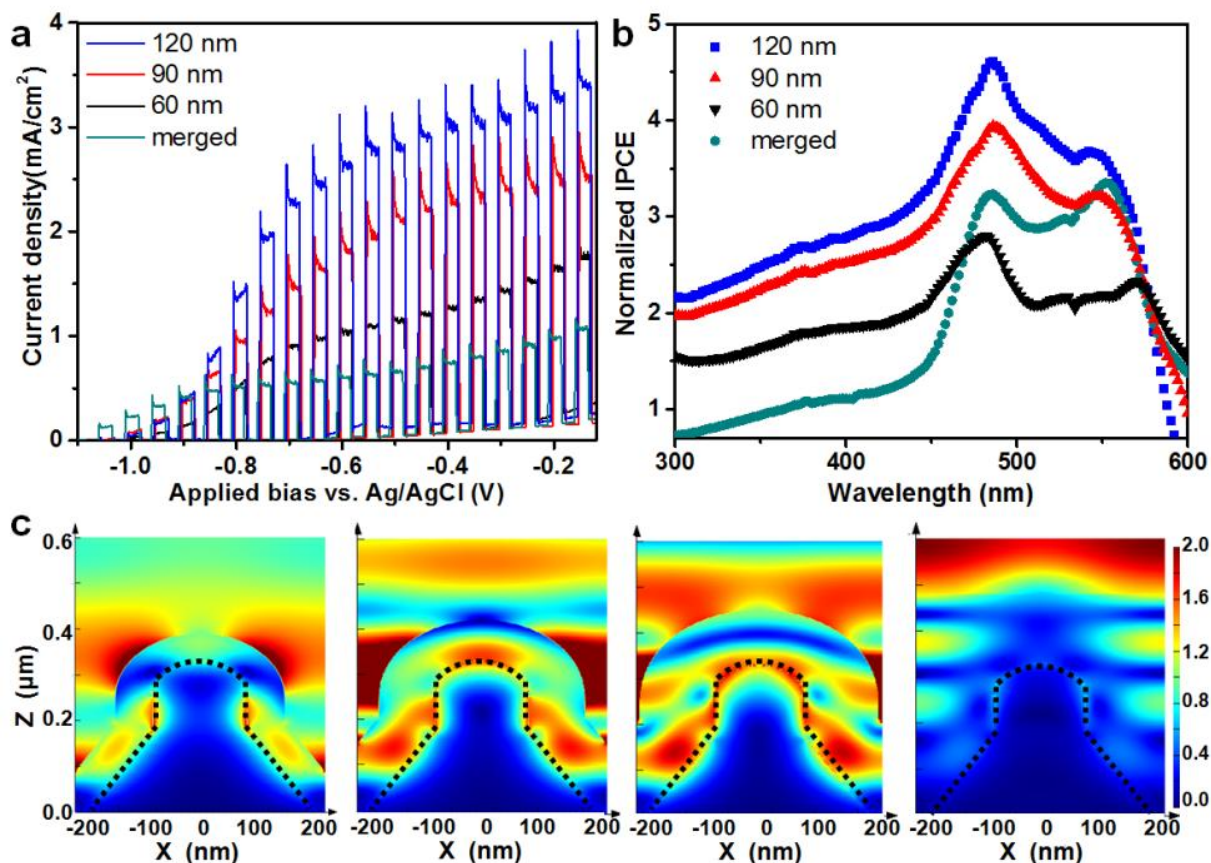 a
4
3
2
1
0
Current density(mA/cm²)
120 nm
90 nm
60 nm
merged
-1.0 -0.8 -0.6 -0.4 -0.2
Applied bias vs. Ag/AgCl (V)
b
5
4
3
2
1
Normalized IPCE
120 nm
90 nm
60 nm
merged
300 400 500 600
Wavelength (nm)
c
0.6
0.4
0.2
0.0
Z (μm)
-200 -100 0 100 200
X (nm)
-200 -100 0 100 200
X (nm)
-200 -100 0 100 200
X (nm)
-200 -100 0 100 200
X (nm)
2.0
1.6
1.2
0.8
0.4
0.0